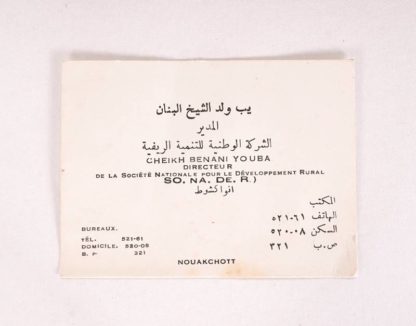 يب ولد الشيخ البنان
المدير
الشركة الوطنية للتنمية الريفية
CHEIKH BENANI YOUBA
DIRECTEUR
DE LA SOCIÉTÉ NATIONALE POUR LE DÉVELOPPEMENT RURAL
SO. NA. DE. R.)
انواكشوط
المكتب
الهاتف ٦١-٥٢١
السكن ٠٨-٥٢٠
ص.ب ٣٢١
BUREAUX.
TÉL. 521-61
DOMICILE. 520-08
B. P 321
NOUAKCHOTT